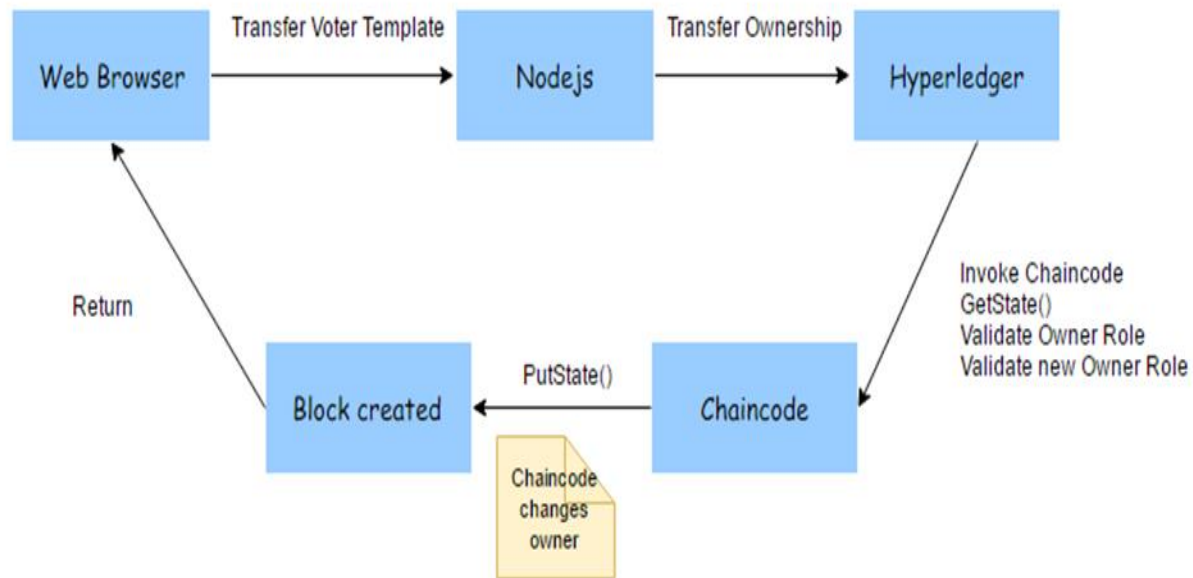 Transfer Voter Template
Transfer Ownership
Web Browser
Nodejs
Hyperledger
Invoke Chaincode
GetState()
Validate Owner Role
Validate new Owner Role
Return
PutState()
Block created
Chaincode
Chaincode
changes
owner